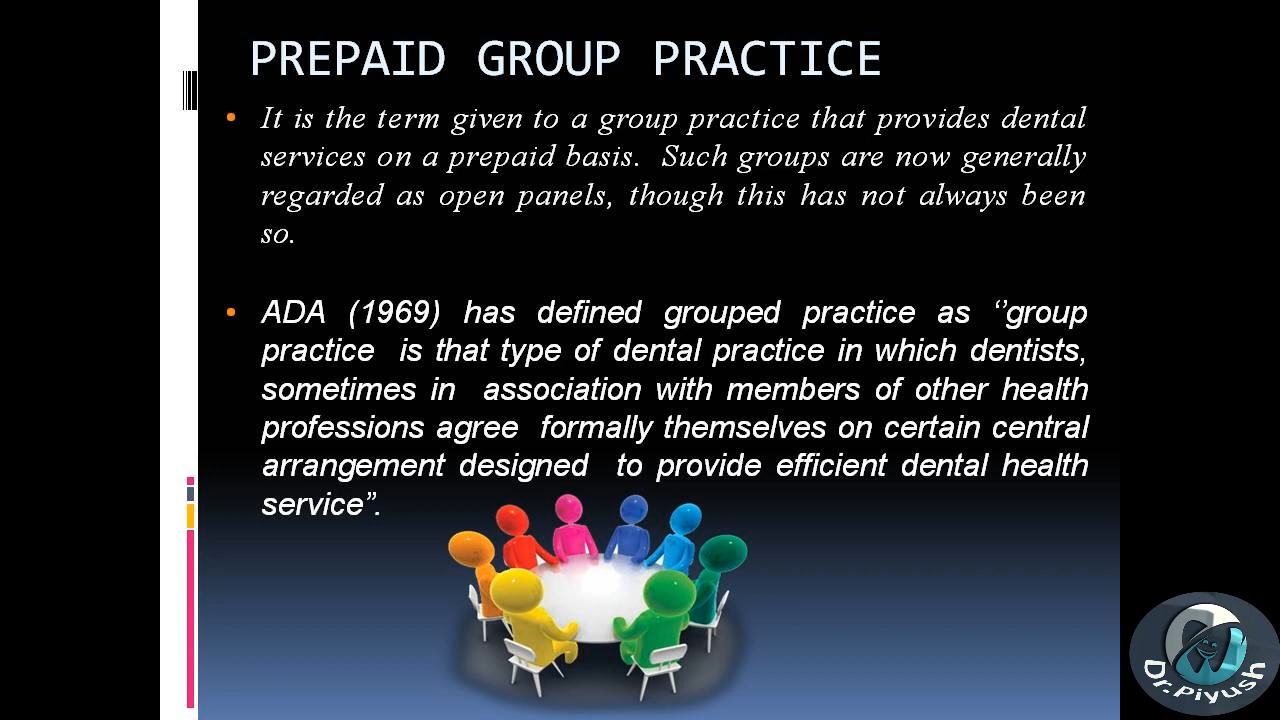 PREPAID GROUP PRACTICE
• It is the term given to a group practice that provides dental
services on a prepaid basis. Such groups are now generally
regarded as open panels, though this has not always been
so.
• ADA (1969) has defined grouped practice as ‘’group
practice is that type of dental practice in which dentists,
sometimes in association with members of other health
professions agree formally themselves on certain central
arrangement designed to provide efficient dental health
service”.
Dr.Piyush